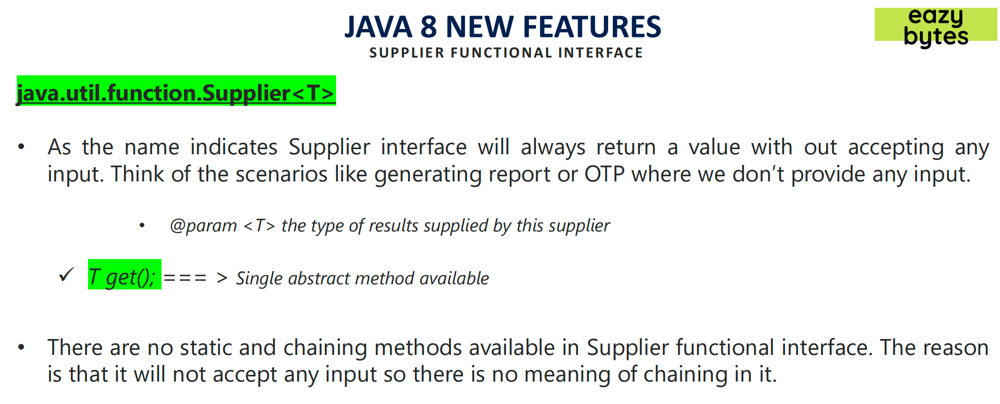 JAVA 8 NEW FEATURES
eazy
bytes
SUPPLIER FUNCTIONAL INTERFACE
java.util.function.Supplier<T>
• As the name indicates Supplier interface will always return a value with out accepting any
input. Think of the scenarios like generating report or OTP where we don’t provide any input.
• @param <T> the type of results supplied by this supplier
✓ T get(); === > Single abstract method available
• There are no static and chaining methods available in Supplier functional interface. The reason
is that it will not accept any input so there is no meaning of chaining in it.